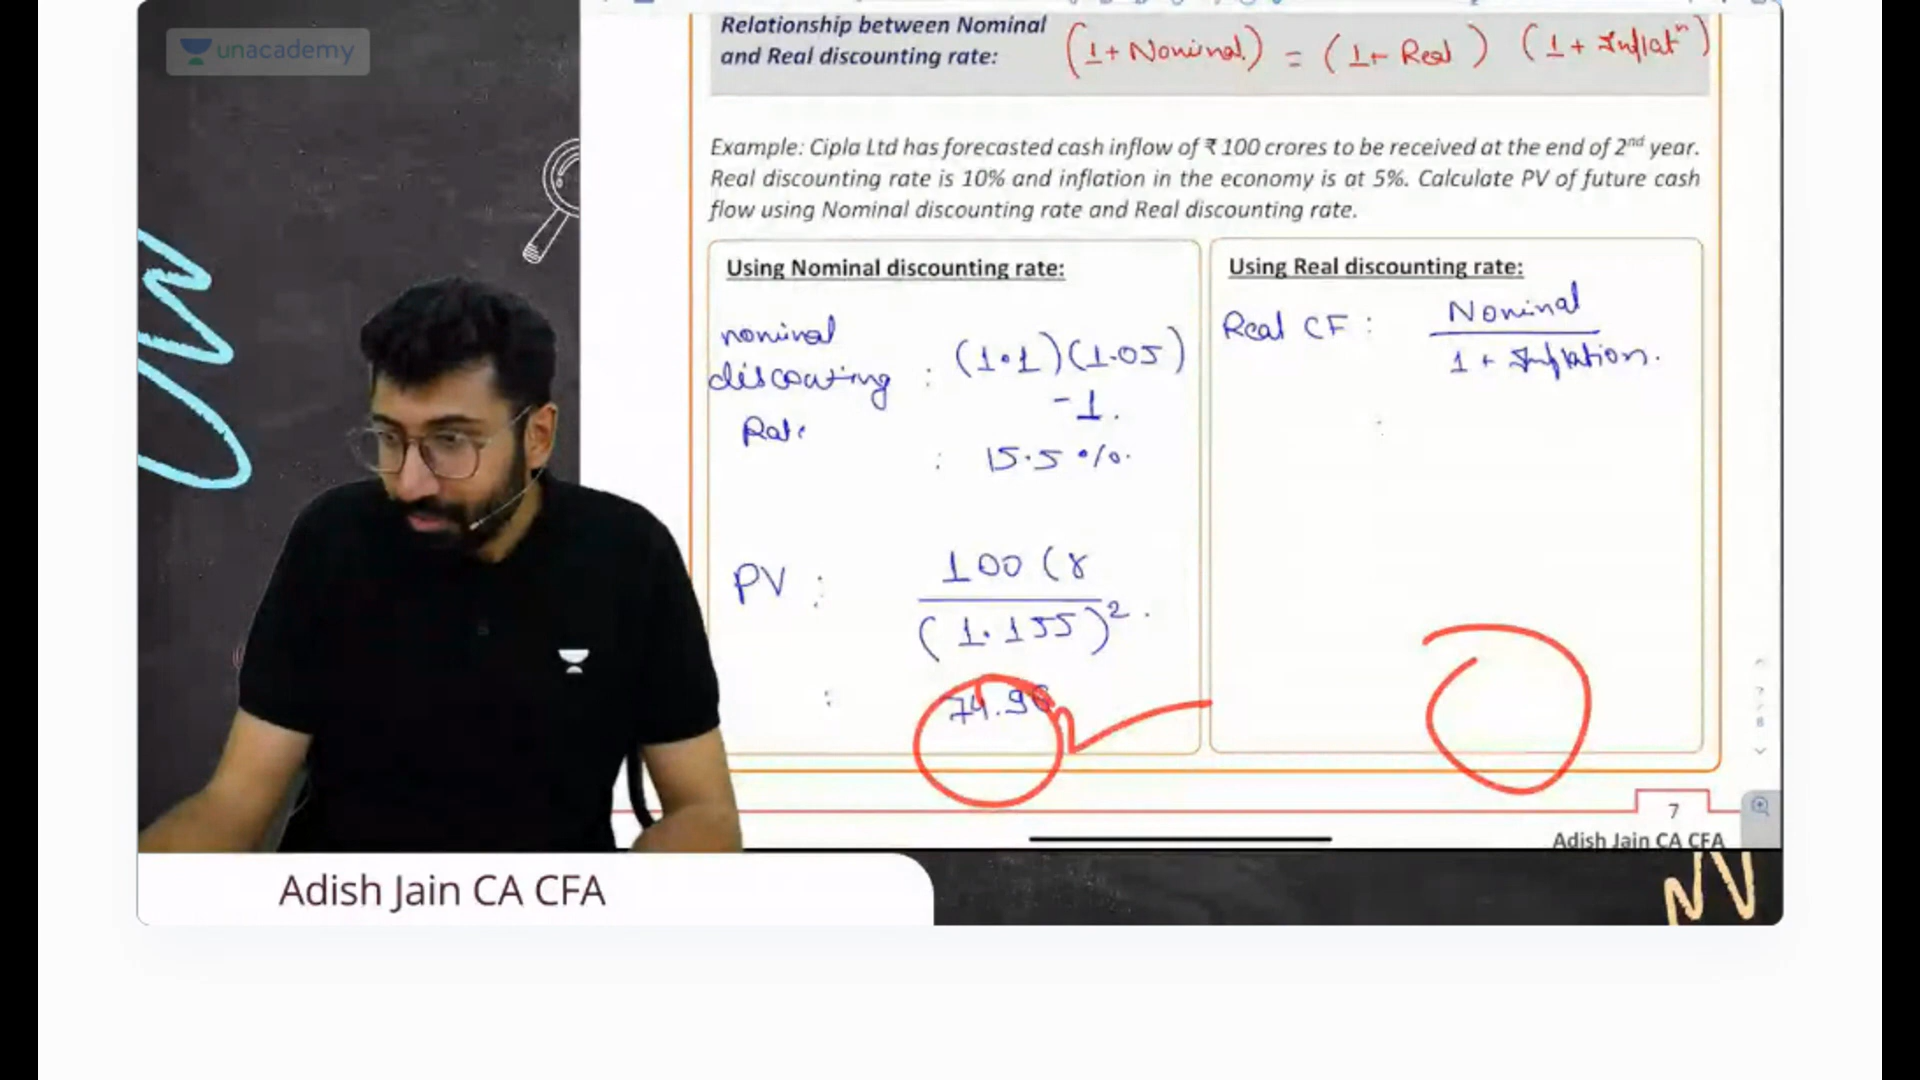 unacademy
Relationship between Nominal
and Real discounting rate:
(1+ Nominal.) = (1+ Real) (1+ Inflatⁿ)
Example: Cipla Ltd has forecasted cash inflow of ₹ 100 crores to be received at the end of 2nd year.
Real discounting rate is 10% and inflation in the economy is at 5%. Calculate PV of future cash
flow using Nominal discounting rate and Real discounting rate.
Using Nominal discounting rate:
nominal
discouting : (1.1)(1.05)
-1.
Rate
: 15.5 %.
PV : 100 Cr
(1.155)² .
: 74.96
Using Real discounting rate:
Real CF : Nominal
1 + Inflation.
7
Adish Jain CA CFA
Adish Jain CA CFA